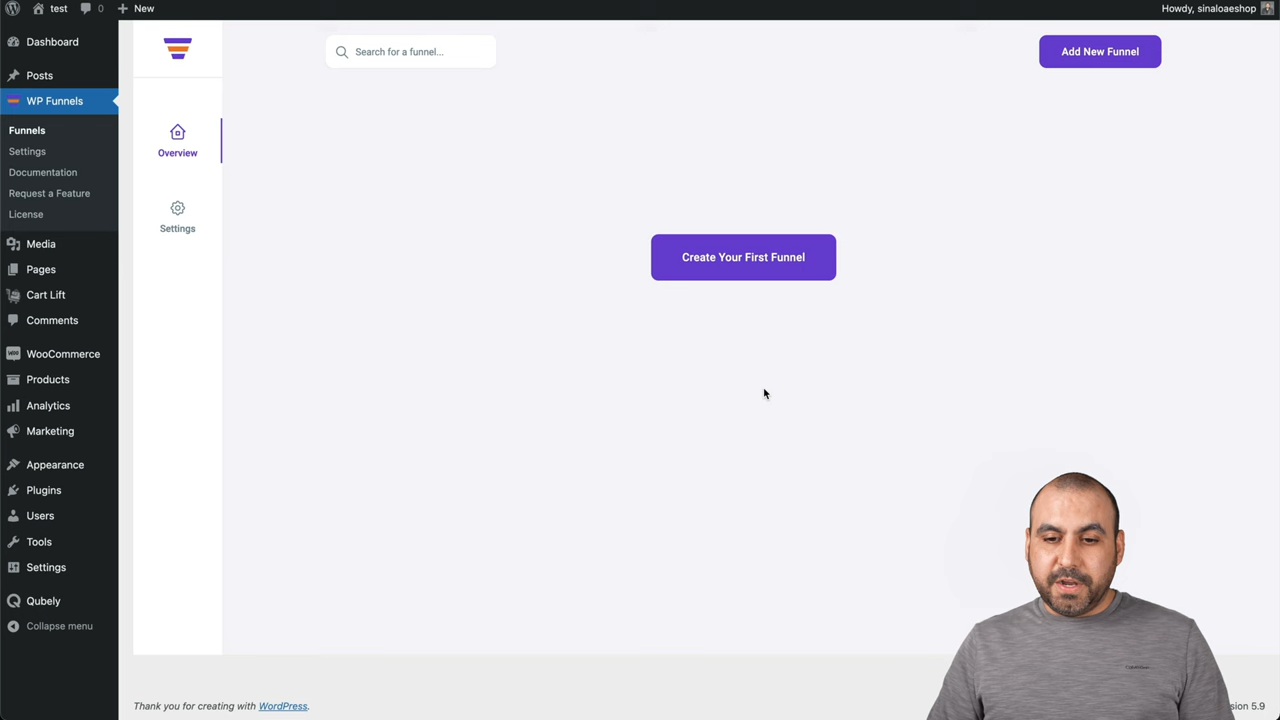 test
0
New
Howdy, sinaloaeshop
Dashboard
Posts
WP Funnels
Funnels
Settings
Documentation
Request a Feature
License
Media
Pages
Cart Lift
Comments
WooCommerce
Products
Analytics
Marketing
Appearance
Plugins
Users
Tools
Settings
Qubely
Collapse menu
Overview
Settings
Search for a funnel...
Add New Funnel
Create Your First Funnel
Thank you for creating with WordPress.
sion 5.9